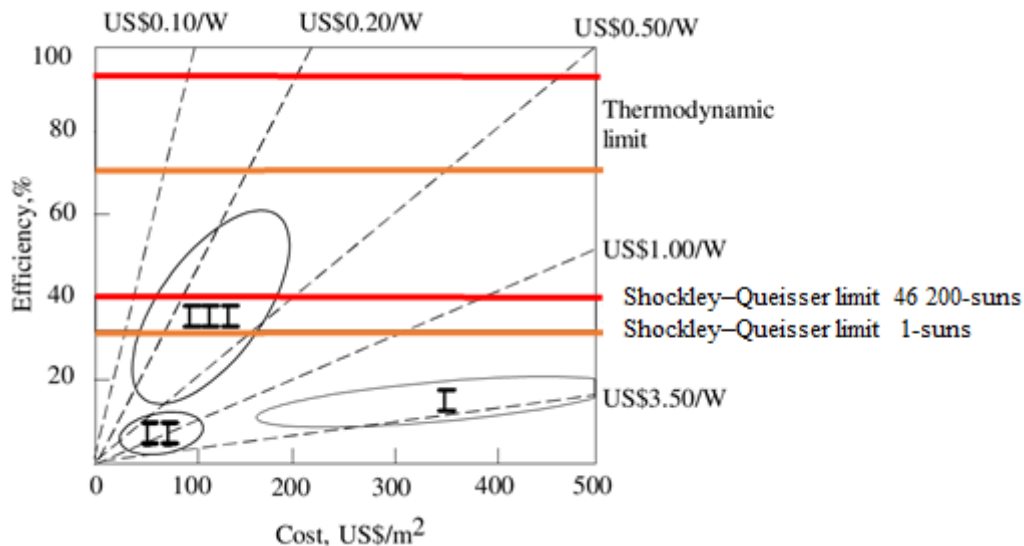 US$0.10/W
US$0.20/W
US$0.50/W
100
80
60
40
20
Efficiency,%
Thermodynamic
limit
US$1.00/W
Shockley–Queisser limit 46 200-suns
Shockley–Queisser limit 1-suns
US$3.50/W
III
II
I
0
100
200
300
400
500
Cost, US$/m²